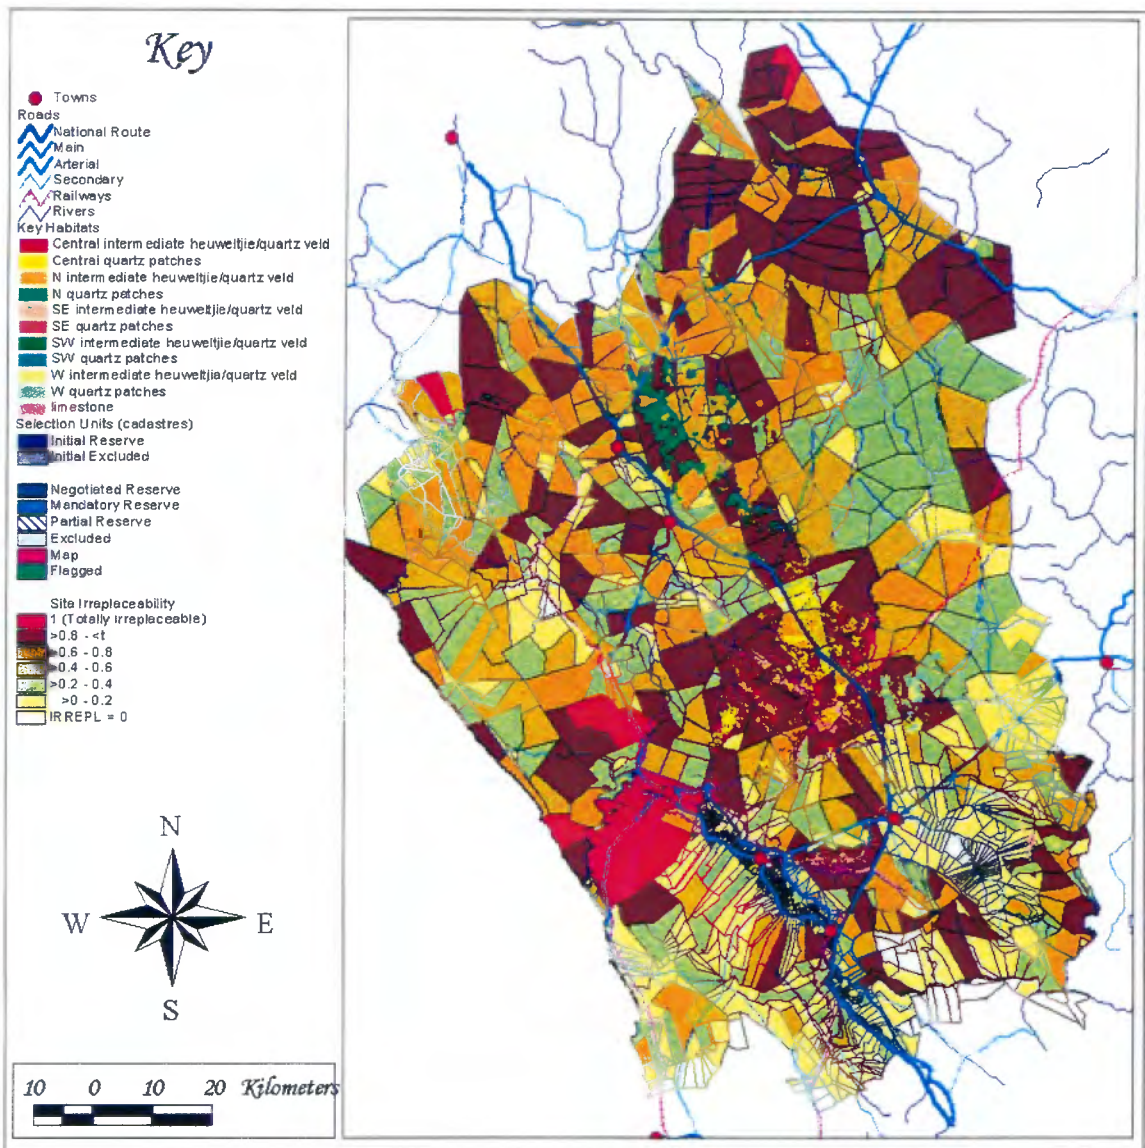 Key
Towns
Roads
National Route
Main
Arterial
Secondary
Railways
Rivers
Key Habitats
Central intermediate heuweltjie/quartz veld
Central quartz patches
N intermediate heuweltjie/quartz veld
N quartz patches
SE intermediate heuweltjie/quartz veld
SE quartz patches
SW intermediate heuweltjie/quartz veld
SW quartz patches
W intermediate heuweltjia/quartz veld
W quartz patches
limestone
Selection Units (cadastres)
Initial Reserve
Initial Excluded
Negotiated Reserve
Mandatory Reserve
Partial Reserve
Excluded
Map
Flagged
Site Irreplaceability
1 (Totally irreplaceable)
>0.8 - <1
>0.6 - 0.8
>0.4 - 0.6
>0.2 - 0.4
>0 - 0.2
IRREPL = 0
N
W E
S
10 0 10 20 Kilometers